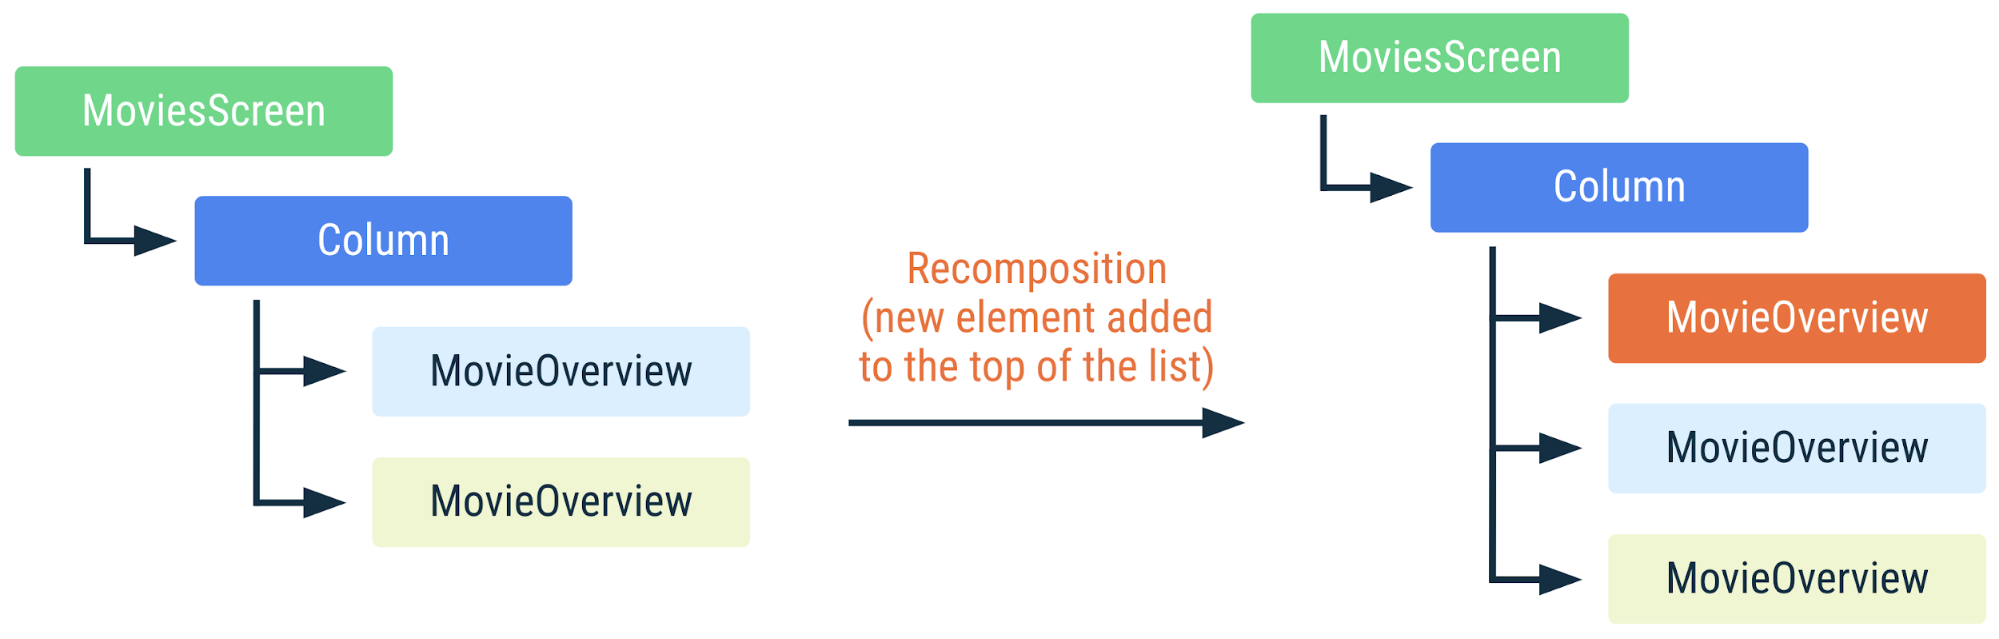 MoviesScreen
Column
MovieOverview
MovieOverview
Recomposition
(new element added
to the top of the list)
MoviesScreen
Column
MovieOverview
MovieOverview
MovieOverview